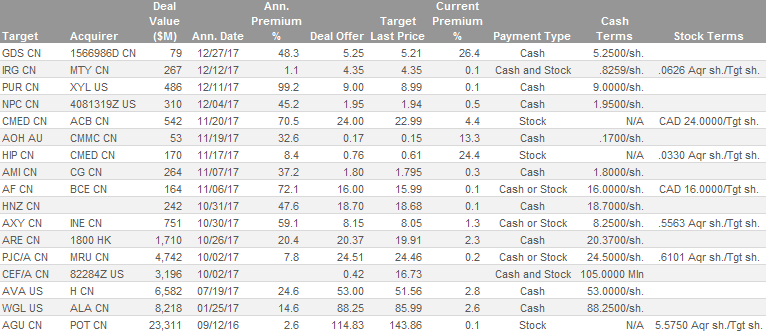 Deal Ann. Target Current
Value Premium Last Price Premium Cash
Target Acquirer ($M) Ann. Date % Deal Offer % Payment Type Terms Stock Terms
GDS CN 1566986D CN 79 12/27/17 48.3 5.25 5.21 26.4 Cash 5.2500/sh.
IRG CN MTY CN 267 12/12/17 1.1 4.35 4.35 0.1 Cash and Stock .8259/sh. .0626 Aqr sh./Tgt sh.
PUR CN XYL US 486 12/11/17 99.2 9.00 8.99 0.1 Cash 9.0000/sh.
NPC CN 4081319Z US 310 12/04/17 45.2 1.95 1.94 0.5 Cash 1.9500/sh.
CMED CN ACB CN 542 11/20/17 70.5 24.00 22.99 4.4 Stock N/A CAD 24.0000/Tgt sh.
AOH AU CMMC CN 53 11/19/17 32.6 0.17 0.15 13.3 Cash .1700/sh.
HIP CN CMED CN 170 11/17/17 8.4 0.76 0.61 24.4 Stock N/A .0330 Aqr sh./Tgt sh.
AMI CN CG CN 264 11/07/17 37.2 1.80 1.795 0.3 Cash 1.8000/sh.
AF CN BCE CN 164 11/06/17 72.1 16.00 15.99 0.1 Cash or Stock 16.0000/sh. CAD 16.0000/Tgt sh.
HNZ CN 242 10/31/17 47.6 18.70 18.68 0.1 Cash 18.7000/sh.
AXY CN INE CN 751 10/30/17 59.1 8.15 8.05 1.3 Cash or Stock 8.2500/sh. .5563 Aqr sh./Tgt sh.
ARE CN 1800 HK 1,710 10/26/17 20.4 20.37 19.91 2.3 Cash 20.3700/sh.
PJC/A CN MRU CN 4,742 10/02/17 7.8 24.51 24.46 0.2 Cash or Stock 24.5000/sh. .6101 Aqr sh./Tgt sh.
CEF/A CN 82284Z US 3,196 10/02/17 0.42 16.73 Cash and Stock 105.0000 Mln
AVA US H CN 6,582 07/19/17 24.6 53.00 51.56 2.8 Cash 53.0000/sh.
WGL US ALA CN 8,218 01/25/17 14.6 88.25 85.99 2.6 Cash 88.2500/sh.
AGU CN POT CN 23,311 09/12/16 2.6 114.83 143.86 0.1 Stock N/A 5.5750 Aqr sh./Tgt sh.